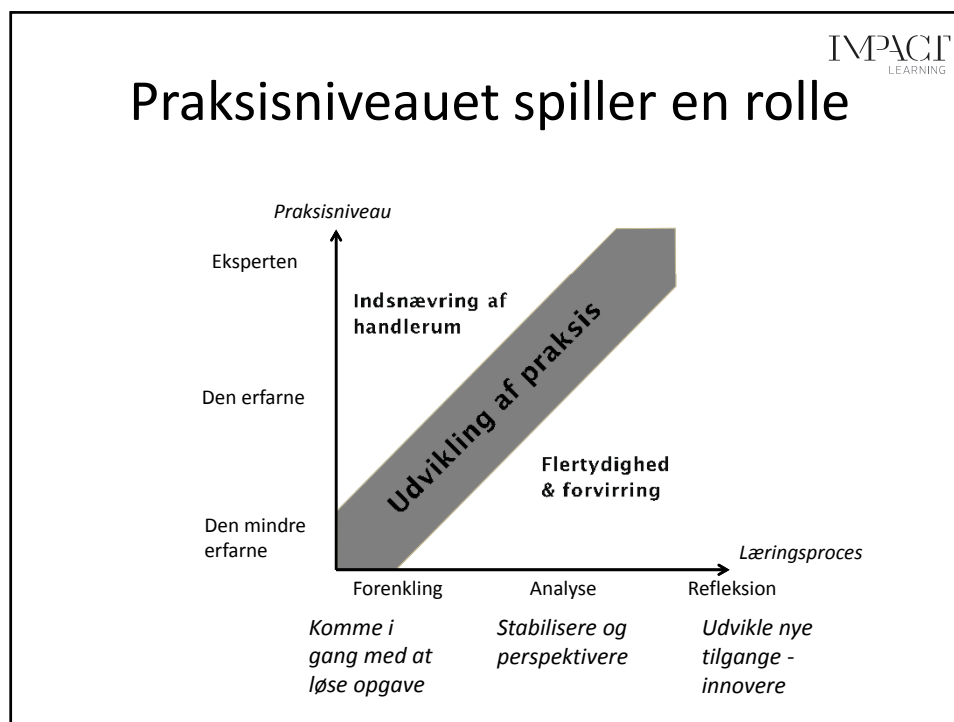 IMPACT
LEARNING
Praksisniveauet spiller en rolle
Praksisniveau
Eksperten
Indsnævring af
handlerum
Den erfarne
Udvikling af praksis
Flertydighed
& forvirring
Den mindre
erfarne
Læringsproces
Forenkling
Analyse
Refleksion
Komme i
gang med at
løse opgave
Stabilisere og
perspektivere
Udvikle nye
tilgange -
innovere